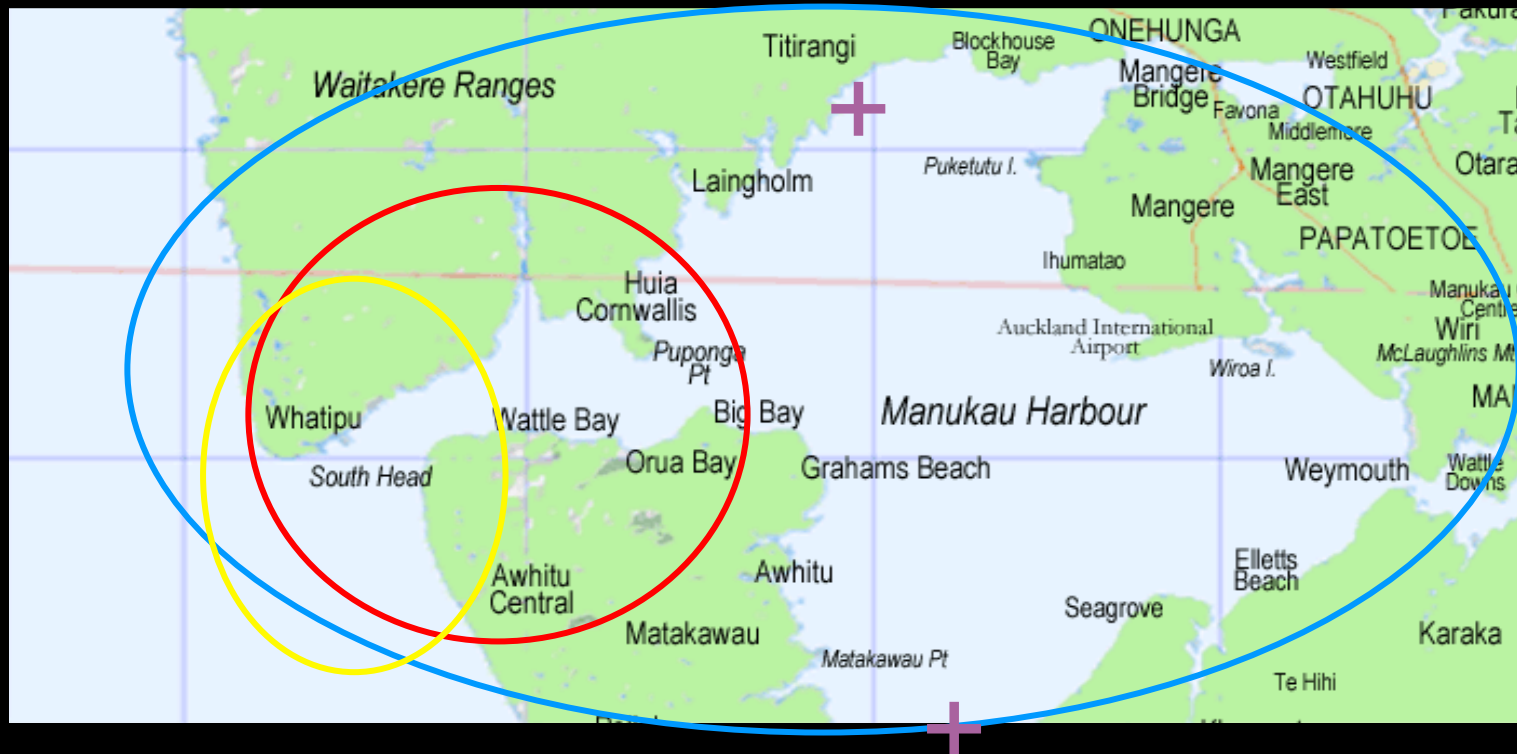 Titirangi
Blockhouse
Bay
ONEHUNGA
Westfield
Waitakere Ranges
Mangere
Bridge
Favona
OTAHUHU
Middlemore
Otara
Puketutu I.
Mangere
East
Laingholm
Mangere
PAPATOETOE
Ihumatao
Huia
Cornwallis
Manukau
Centre
Auckland International
Airport
Wiri
McLaughlins Mt
Puponga
Pt
Wiroa I.
Whatipu
Wattle Bay
Big Bay
Manukau Harbour
South Head
Orua Bay
Grahams Beach
Weymouth
Wattle
Downs
Awhitu
Central
Awhitu
Elletts
Beach
Seagrove
Matakawau
Karaka
Matakawau Pt
Te Hihi